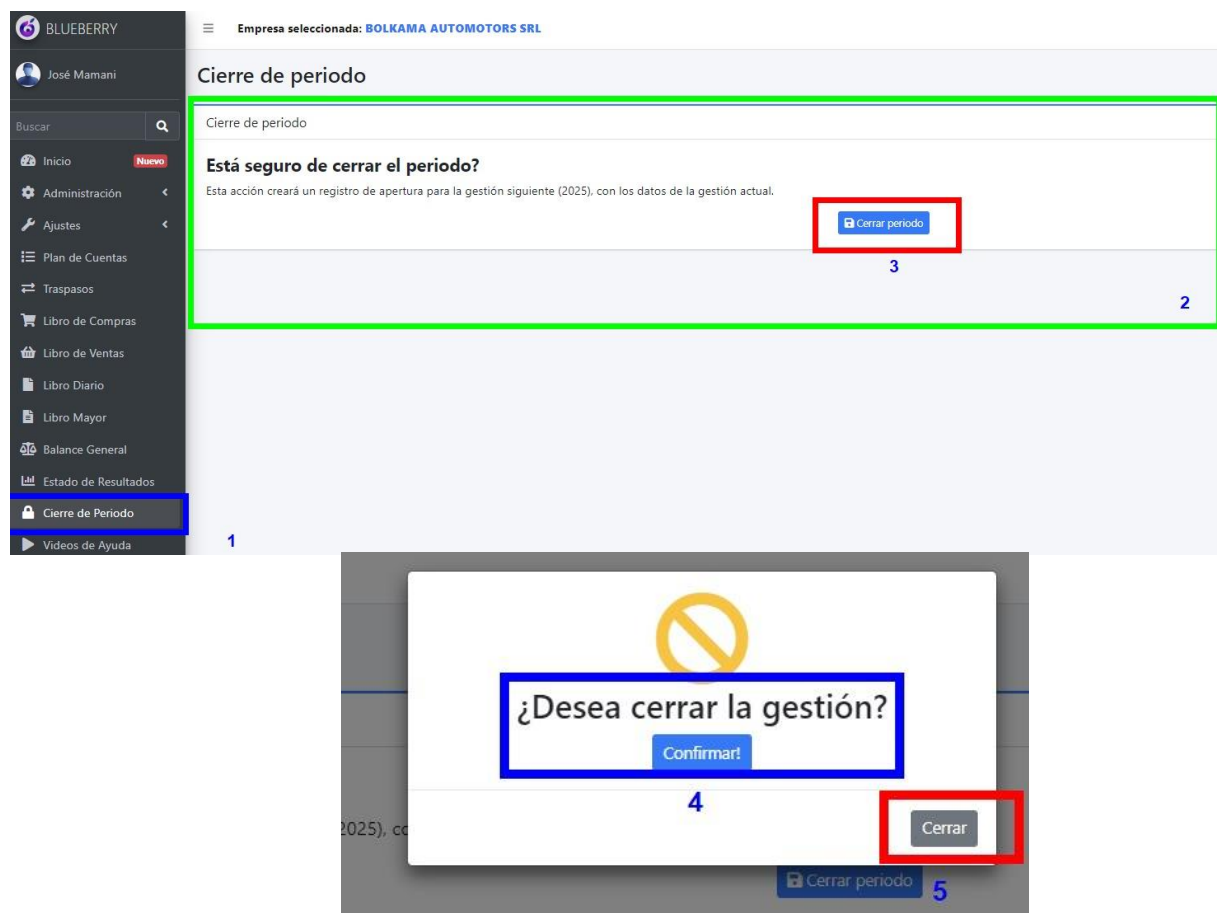 BLUEBERRY
Empresa seleccionada: BOLKAMA AUTOMOTORS SRL
José Mamani
Cierre de periodo
Buscar
Cierre de periodo
Inicio Nuevo
Está seguro de cerrar el periodo?
Administración
Esta acción creará un registro de apertura para la gestión siguiente (2025), con los datos de la gestión actual.
Ajustes
Cerrar periodo
Plan de Cuentas
3
Traspasos
2
Libro de Compras
Libro de Ventas
Libro Diario
Libro Mayor
Balance General
Estado de Resultados
Cierre de Periodo
1
Videos de Ayuda
¿Desea cerrar la gestión?
Confirmar!
4
2025), co
Cerrar
Cerrar periodo
5